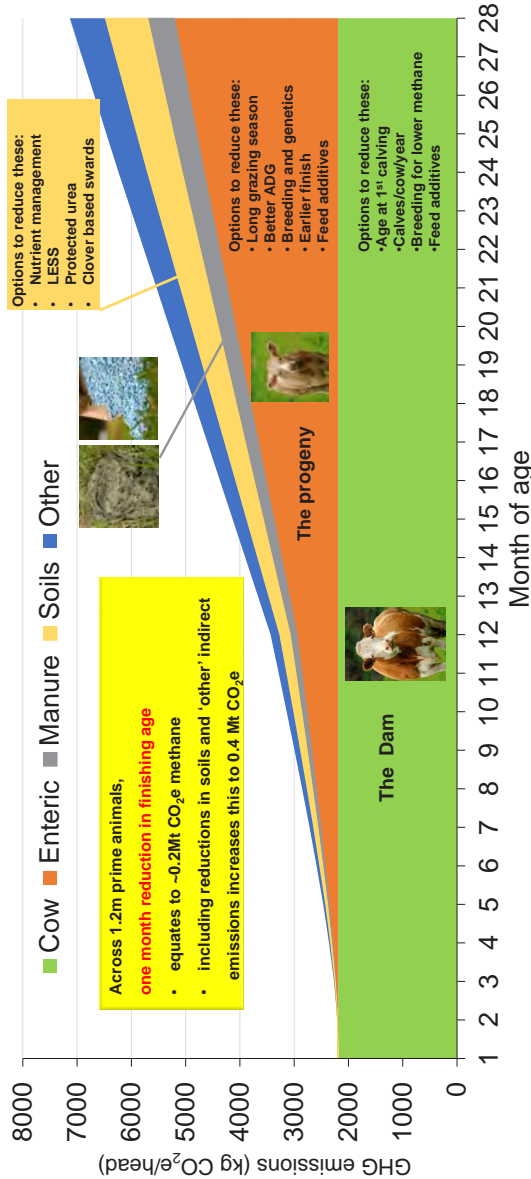 Cow Enteric Manure Soils Other
GHG emissions (kg CO2e/head)
8000
7000
6000
5000
4000
3000
2000
1000
0
Across 1.2m prime animals,
one month reduction in finishing age
• equates to ~0.2Mt CO2e methane
• including reductions in soils and ‘other’ indirect
emissions increases this to 0.4 Mt CO2e
Options to reduce these:
• Nutrient management
• LESS
• Protected urea
• Clover based swards
The progeny
Options to reduce these:
• Long grazing season
• Better ADG
• Breeding and genetics
• Earlier finish
• Feed additives
The Dam
Options to reduce these:
•Age at 1st calving
•Calves/cow/year
•Breeding for lower methane
•Feed additives
1 2 3 4 5 6 7 8 9 10 11 12 13 14 15 16 17 18 19 20 21 22 23 24 25 26 27 28
Month of age